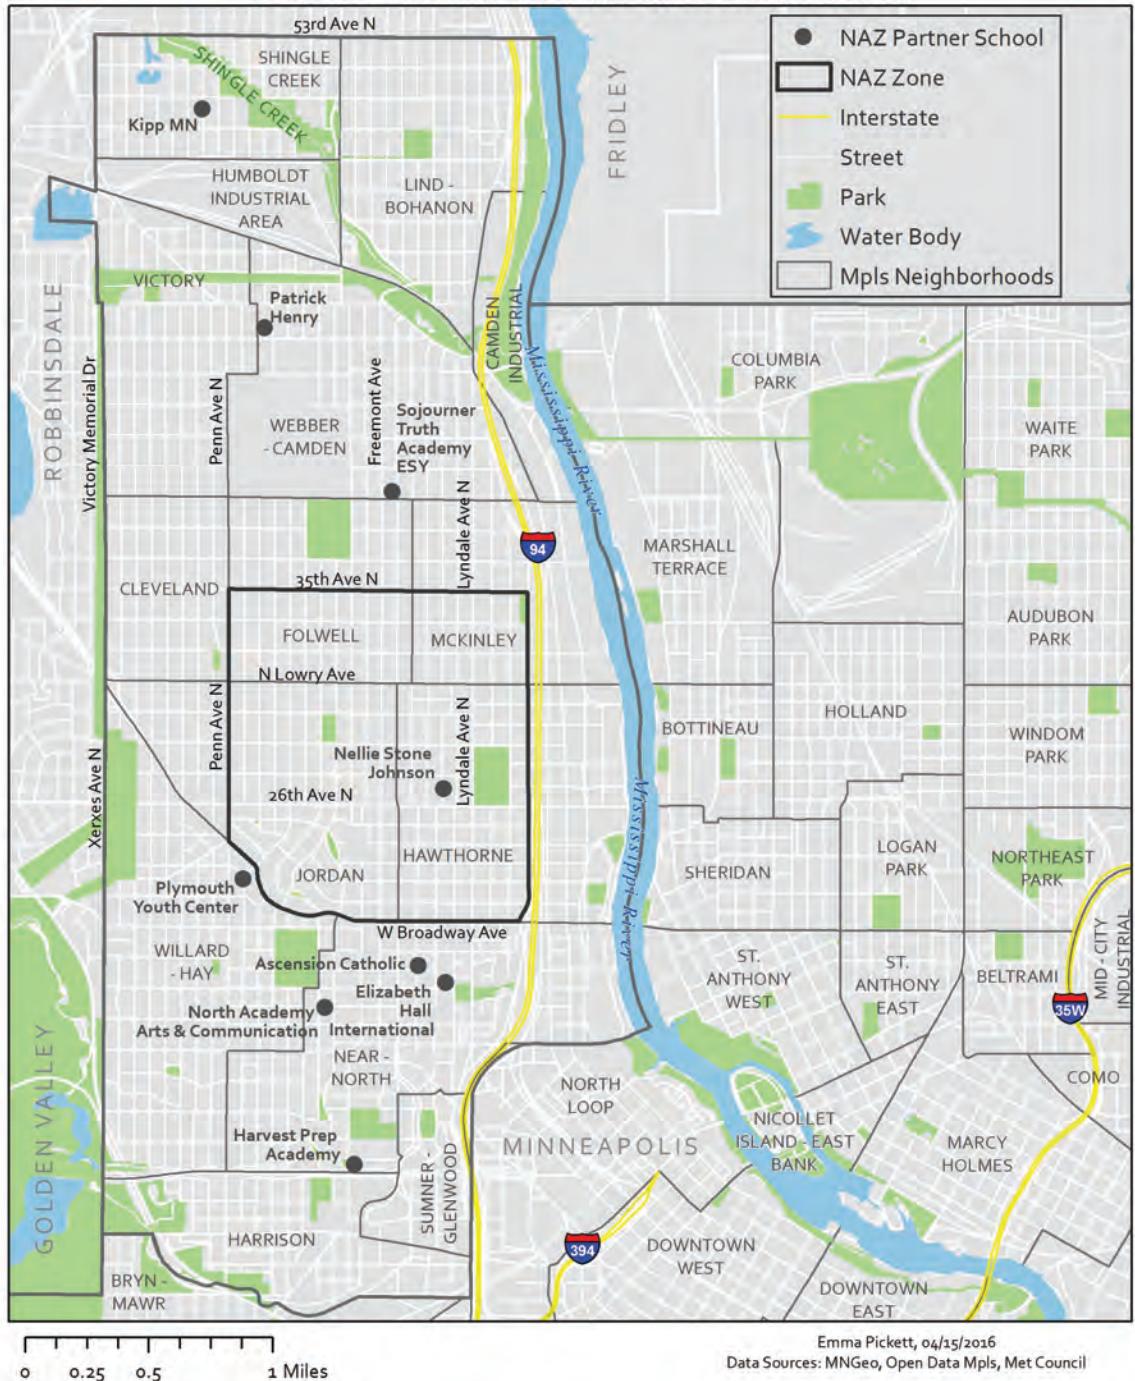 53rd Ave N
NAZ Partner School
NAZ Zone
Interstate
Street
Park
Water Body
Mpls Neighborhoods
SHINGLE
CREEK
SHINGLE CREEK
Kipp MN
FRIDLEY
HUMBOLDT
INDUSTRIAL
AREA
LIND -
BOHANON
VICTORY
Patrick
Henry
ROBBINSDALE
CAMDEN
INDUSTRIAL
Mississippi River
COLUMBIA
PARK
WAITE
PARK
Victory Memorial Dr
Penn Ave N
WEBBER
- CAMDEN
Freemont Ave
Sojourner
Truth
Academy
ESY
Lyndale Ave N
94
MARSHALL
TERRACE
35th Ave N
CLEVELAND
FOLWELL
MCKINLEY
AUDUBON
PARK
N Lowry Ave
Penn Ave N
Lyndale Ave N
BOTTINEAU
HOLLAND
WINDOM
PARK
Xerxes Ave N
Nellie Stone
Johnson
26th Ave N
Mississippi River
JORDAN
HAWTHORNE
SHERIDAN
LOGAN
PARK
NORTHEAST
PARK
Plymouth
Youth Center
W Broadway Ave
WILLARD
- HAY
Ascension Catholic
Elizabeth
Hall
International
North Academy
Arts & Communication
ST.
ANTHONY
WEST
ST.
ANTHONY
EAST
BELTRAMI
MID - CITY
INDUSTRIAL
35W
GOLDEN VALLEY
NEAR -
NORTH
NORTH
LOOP
COMO
MINNEAPOLIS
NICOLLET
ISLAND - EAST
BANK
MARCY
HOLMES
Harvest Prep
Academy
SUMNER -
GLENWOOD
HARRISON
394
DOWNTOWN
WEST
BRYN -
MAWR
DOWNTOWN
EAST
0 0.25 0.5 1 Miles
Emma Pickett, 04/15/2016
Data Sources: MNGeo, Open Data Mpls, Met Council